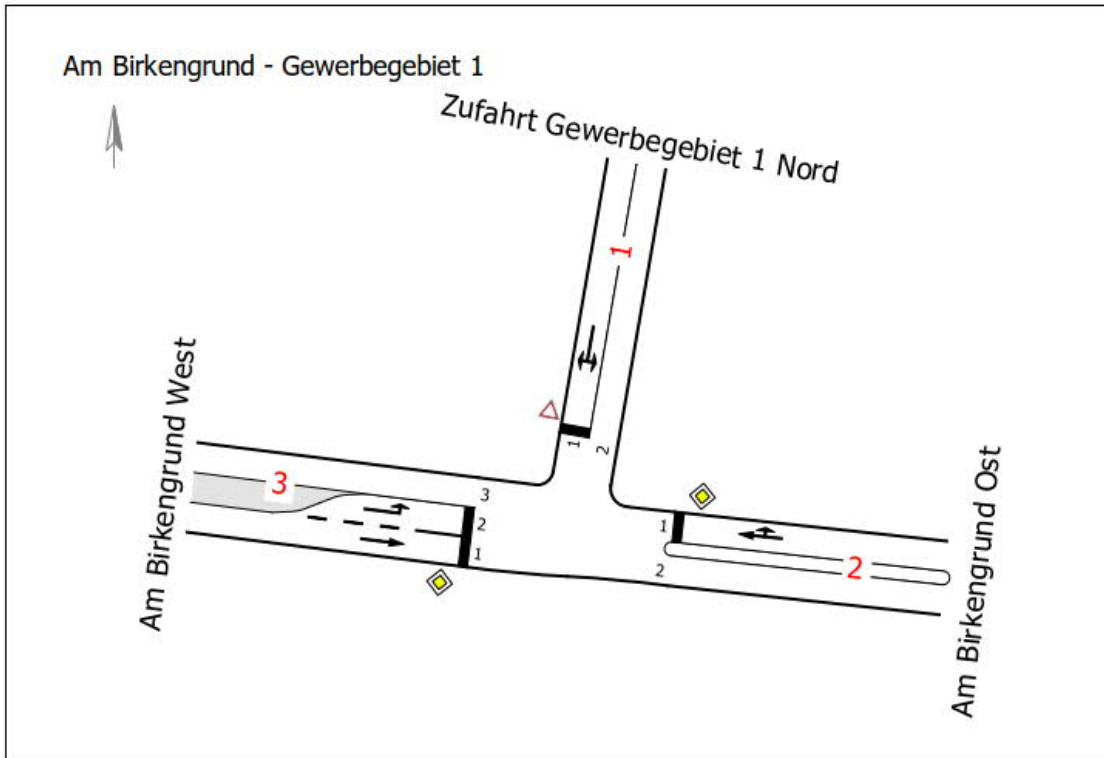 Am Birkengrund - Gewerbegebiet 1
Zufahrt Gewerbegebiet 1 Nord
1
1
2
Am Birkengrund West
3
3
2
1
1
2
2
Am Birkengrund Ost